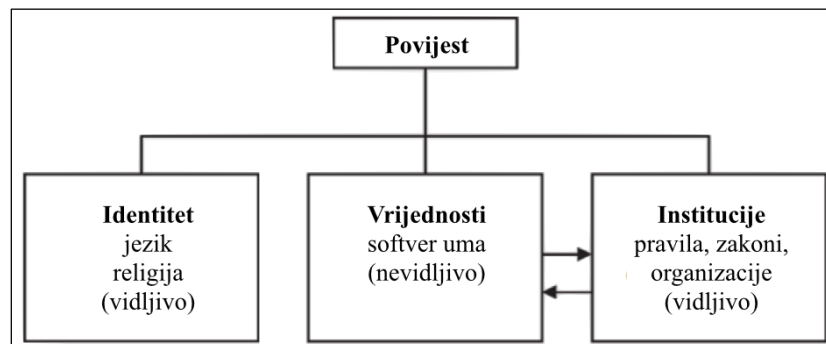 Povijest
Identitet
jezik
religija
(vidljivo)
Vrijednosti
softver uma
(nevidljivo)
Institucije
pravila, zakoni,
organizacije
(vidljivo)